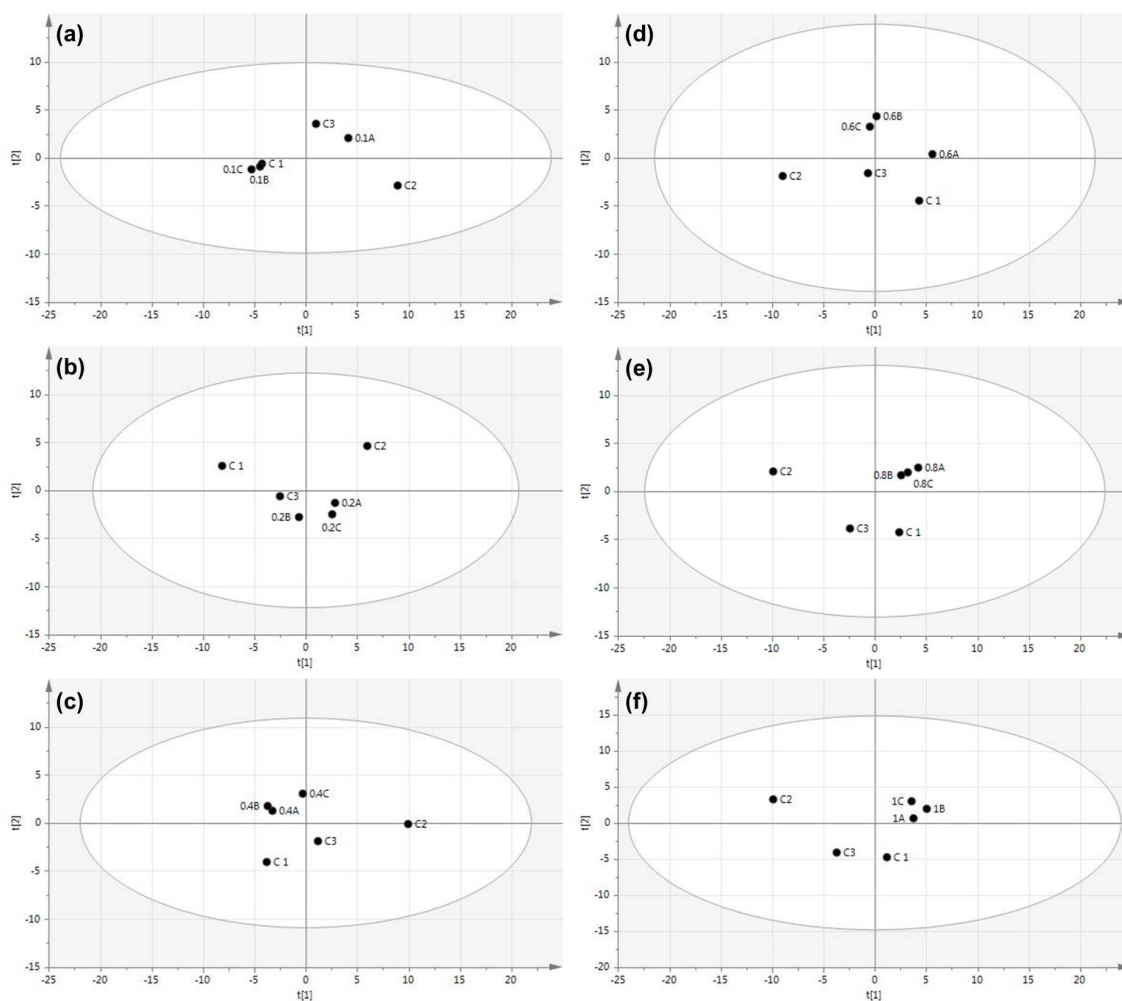 (a)
10
5
0
-5
-10
-15
t[2]
C3
0.1A
C 1
0.1C
0.1B
C2
-25 -20 -15 -10 -5 0 5 10 15 20
t[1]
(d)
10
5
0
-5
-10
-15
t[2]
0.6B
0.6C
0.6A
C2
C3
C 1
-25 -20 -15 -10 -5 0 5 10 15 20
t[1]
(b)
10
5
0
-5
-10
-15
t[2]
C2
C 1
C3
0.2A
0.2B
0.2C
-25 -20 -15 -10 -5 0 5 10 15 20
t[1]
(e)
10
5
0
-5
-10
-15
t[2]
C2
0.8A
0.8B
0.8C
C3
C 1
-25 -20 -15 -10 -5 0 5 10 15 20
t[1]
(c)
10
5
0
-5
-10
-15
t[2]
0.4C
0.4B
0.4A
C2
C3
C 1
-25 -20 -15 -10 -5 0 5 10 15 20
t[1]
(f)
15
10
5
0
-5
-10
-15
-20
t[2]
C2
1C
1B
1A
C3
C 1
-25 -20 -15 -10 -5 0 5 10 15 20
t[1]